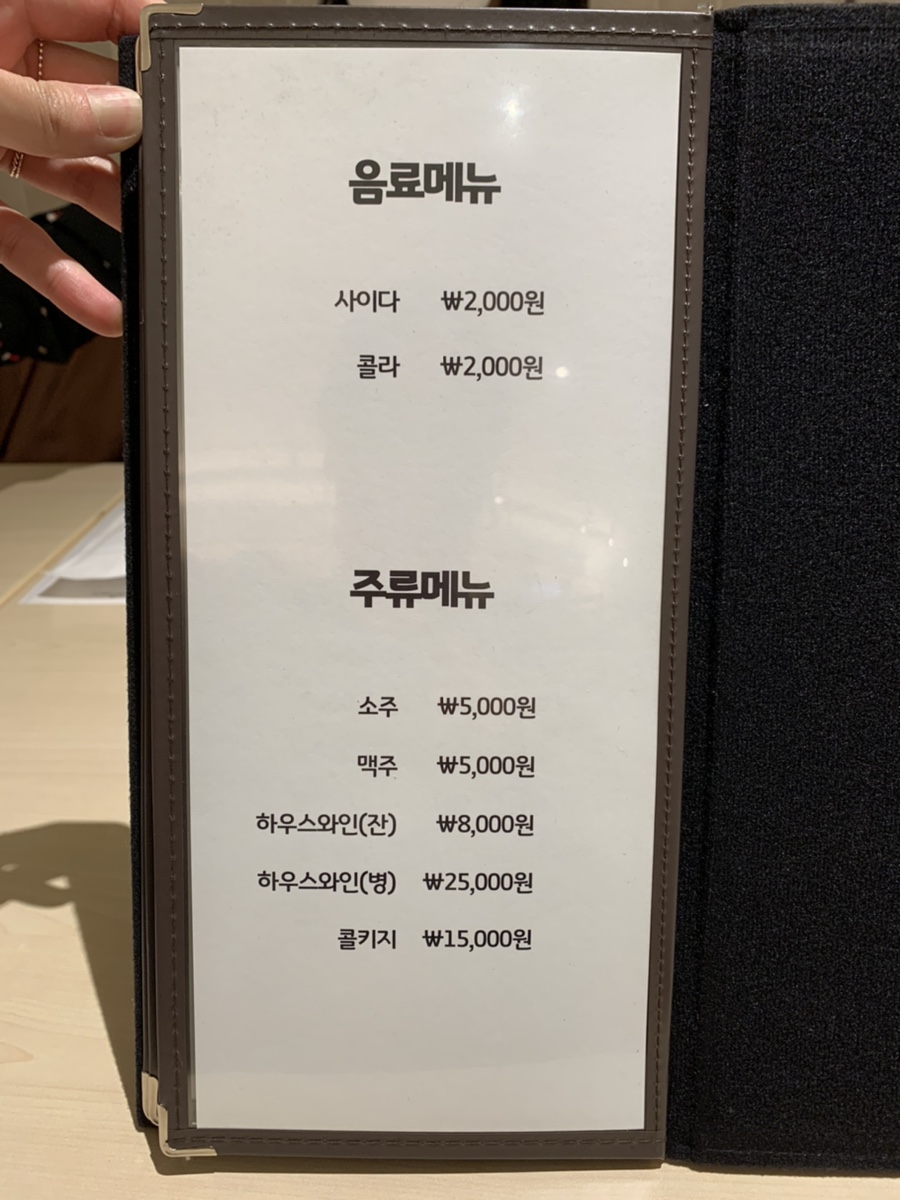 음료메뉴
사이다 ₩2,000원
콜라 ₩2,000원
주류메뉴
소주 ₩5,000원
맥주 ₩5,000원
하우스와인(잔) ₩8,000원
하우스와인(병) ₩25,000원
콜키지 ₩15,000원